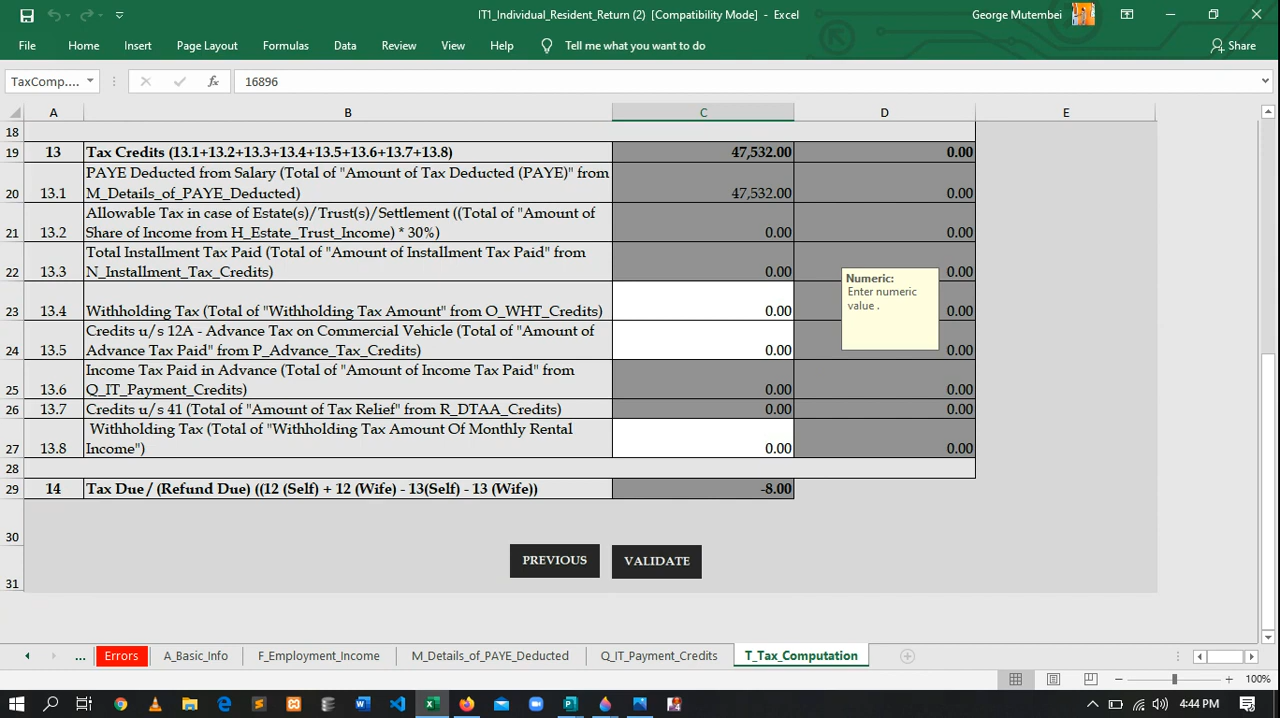 IT1_Individual_Resident_Return (2) [Compatibility Mode] - Excel
George Mutembei
File Home Insert Page Layout Formulas Data Review View Help Tell me what you want to do Share
TaxComp.... fx 16896
A B C D E
18
19 13 Tax Credits (13.1+13.2+13.3+13.4+13.5+13.6+13.7+13.8) 47,532.00 0.00
PAYE Deducted from Salary (Total of "Amount of Tax Deducted (PAYE)" from
20 13.1 M_Details_of_PAYE_Deducted) 47,532.00 0.00
Allowable Tax in case of Estate(s)/Trust(s)/Settlement ((Total of "Amount of
21 13.2 Share of Income from H_Estate_Trust_Income) * 30%) 0.00 0.00
Total Installment Tax Paid (Total of "Amount of Installment Tax Paid" from
22 13.3 N_Installment_Tax_Credits) 0.00 0.00
Numeric:
Enter numeric
value .
23 13.4 Withholding Tax (Total of "Withholding Tax Amount" from O_WHT_Credits) 0.00 0.00
Credits u/s 12A - Advance Tax on Commercial Vehicle (Total of "Amount of
24 13.5 Advance Tax Paid" from P_Advance_Tax_Credits) 0.00 0.00
Income Tax Paid in Advance (Total of "Amount of Income Tax Paid" from
25 13.6 Q_IT_Payment_Credits) 0.00 0.00
26 13.7 Credits u/s 41 (Total of "Amount of Tax Relief" from R_DTAA_Credits) 0.00 0.00
Withholding Tax (Total of "Withholding Tax Amount Of Monthly Rental
27 13.8 Income") 0.00 0.00
28
29 14 Tax Due / (Refund Due) ((12 (Self) + 12 (Wife) - 13(Self) - 13 (Wife)) -8.00
30
PREVIOUS VALIDATE
31
... Errors A_Basic_Info F_Employment_Income M_Details_of_PAYE_Deducted Q_IT_Payment_Credits T_Tax_Computation
100%
4:44 PM